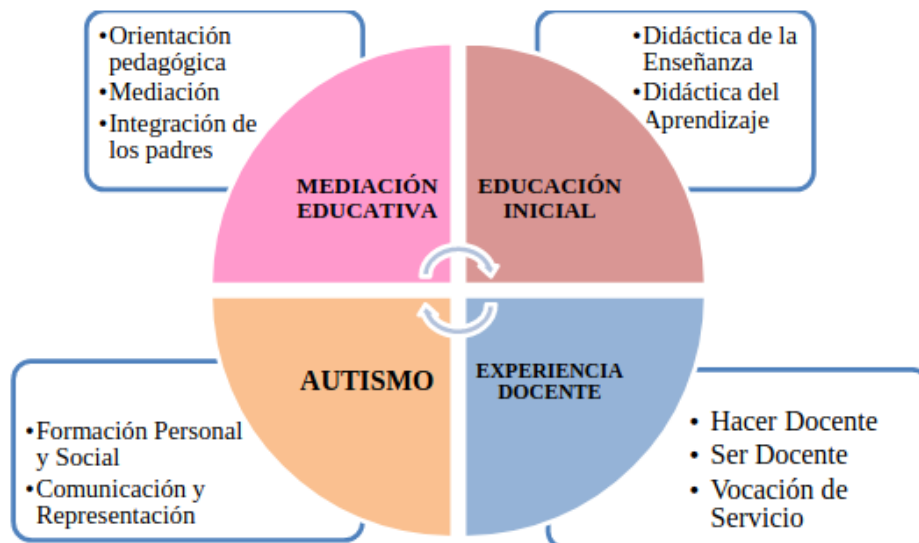 •Orientación
pedagógica
•Mediación
•Integración de
los padres
•Didáctica de la
Enseñanza
•Didáctica del
Aprendizaje
MEDIACIÓN
EDUCATIVA
EDUCACIÓN
INICIAL
AUTISMO
EXPERIENCIA
DOCENTE
•Formación Personal
y Social
•Comunicación y
Representación
• Hacer Docente
• Ser Docente
• Vocación de
Servicio